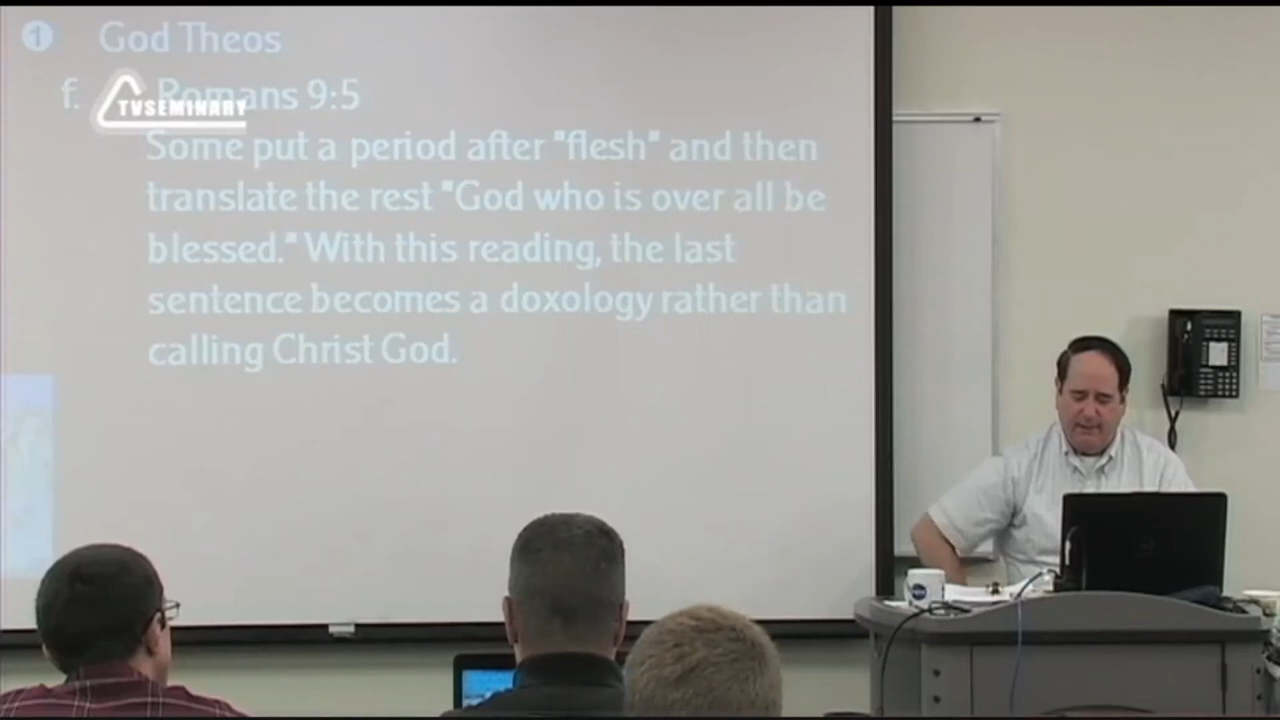 1 God Theos
f. Romans 9:5
TVSEMINARY
Some put a period after "flesh" and then
translate the rest "God who is over all be
blessed." With this reading, the last
sentence becomes a doxology rather than
calling Christ God.